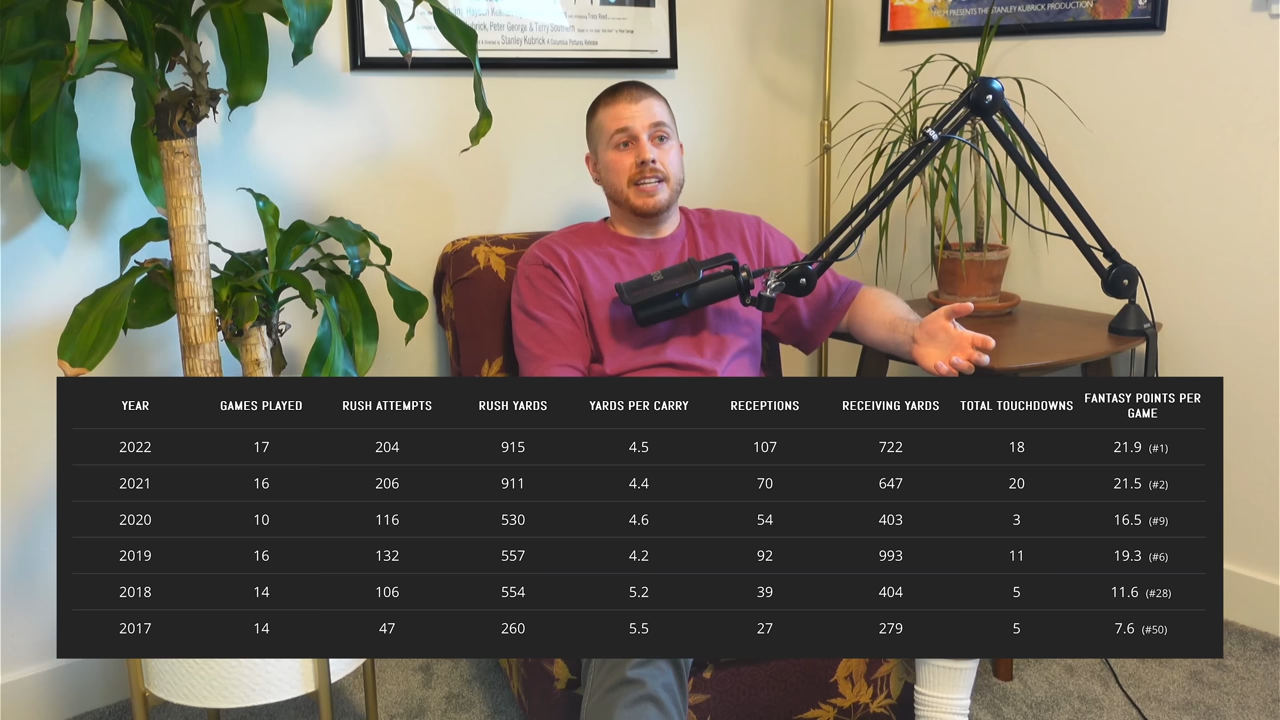 Kubrick, Peter George & Terry Southern
Stanley Kubrick A Columbia Pictures Release
PRESENTS THE STANLEY KUBRICK PRODUCTION
YEAR GAMES PLAYED RUSH ATTEMPTS RUSH YARDS YARDS PER CARRY RECEPTIONS RECEIVING YARDS TOTAL TOUCHDOWNS FANTASY POINTS PER
GAME
2022 17 204 915 4.5 107 722 18 21.9 (#1)
2021 16 206 911 4.4 70 647 20 21.5 (#2)
2020 10 116 530 4.6 54 403 3 16.5 (#9)
2019 16 132 557 4.2 92 993 11 19.3 (#6)
2018 14 106 554 5.2 39 404 5 11.6 (#28)
2017 14 47 260 5.5 27 279 5 7.6 (#50)